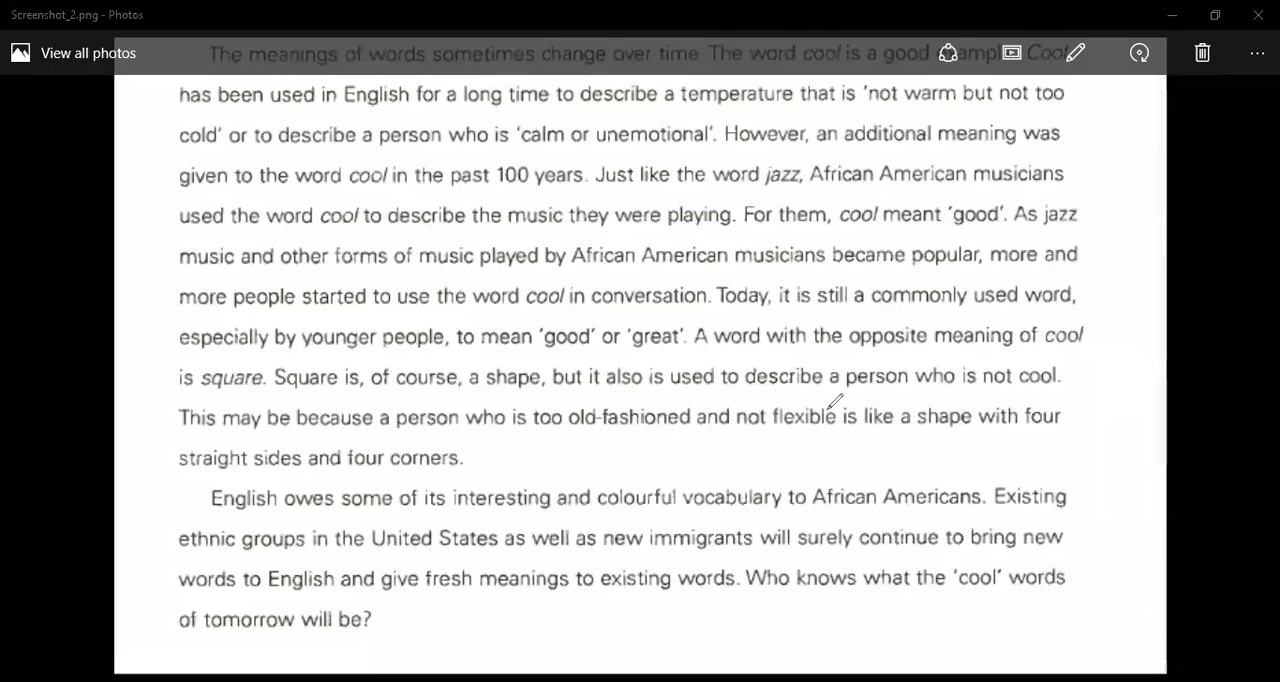 Screenshot_2.png - Photos
View all photos
The meanings of words sometimes change over time The word cool is a good Cool
has been used in English for a long time to describe a temperature that is 'not warm but not too
cold' or to describe a person who is 'calm or unemotional'. However, an additional meaning was
given to the word cool in the past 100 years. Just like the word jazz, African American musicians
used the word cool to describe the music they were playing. For them, cool meant 'good'. As jazz
music and other forms of music played by African American musicians became popular, more and
more people started to use the word cool in conversation. Today, it is still a commonly used word,
especially by younger people, to mean 'good' or 'great'. A word with the opposite meaning of cool
is square. Square is, of course, a shape, but it also is used to describe a person who is not cool.
This may be because a person who is too old-fashioned and not flexible is like a shape with four
straight sides and four corners.
English owes some of its interesting and colourful vocabulary to African Americans. Existing
ethnic groups in the United States as well as new immigrants will surely continue to bring new
words to English and give fresh meanings to existing words. Who knows what the 'cool' words
of tomorrow will be?